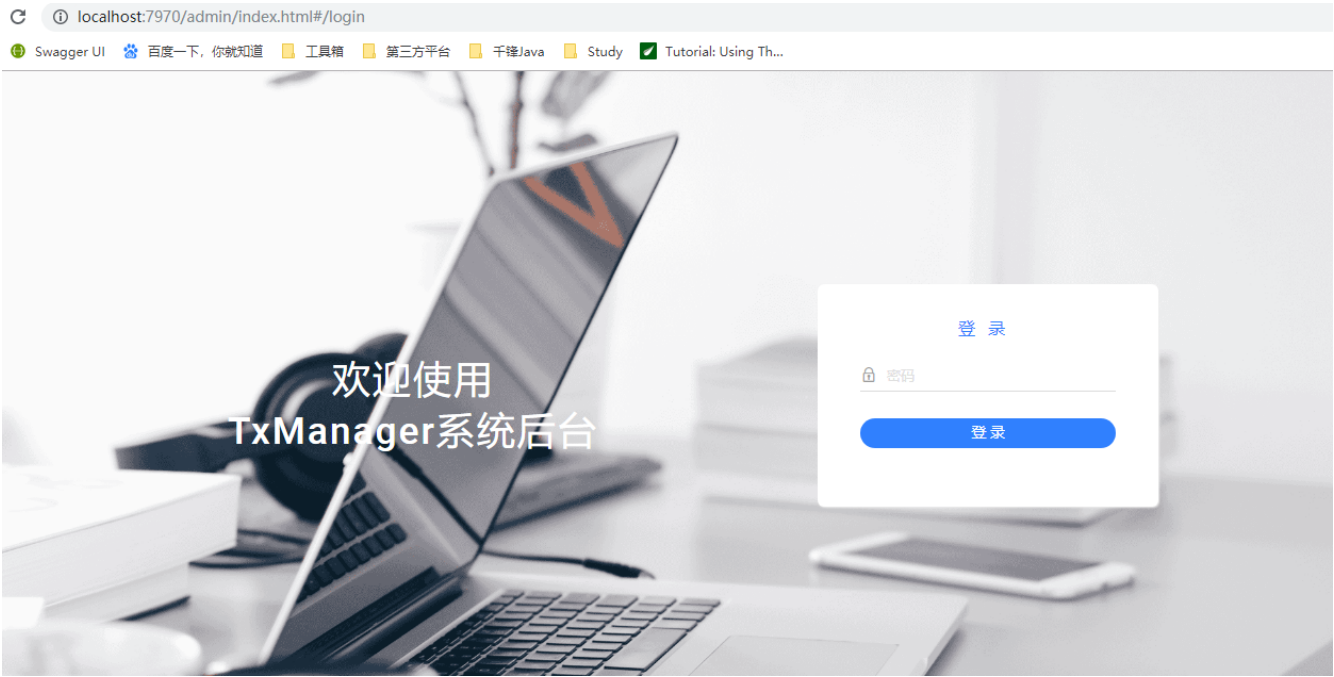 localhost:7970/admin/index.html#/login
Swagger UI 百度一下，你就知道 工具箱 第三方平台 千锋Java Study Tutorial: Using Th...
欢迎使用
TxManager系统后台
登 录
密码
登 录